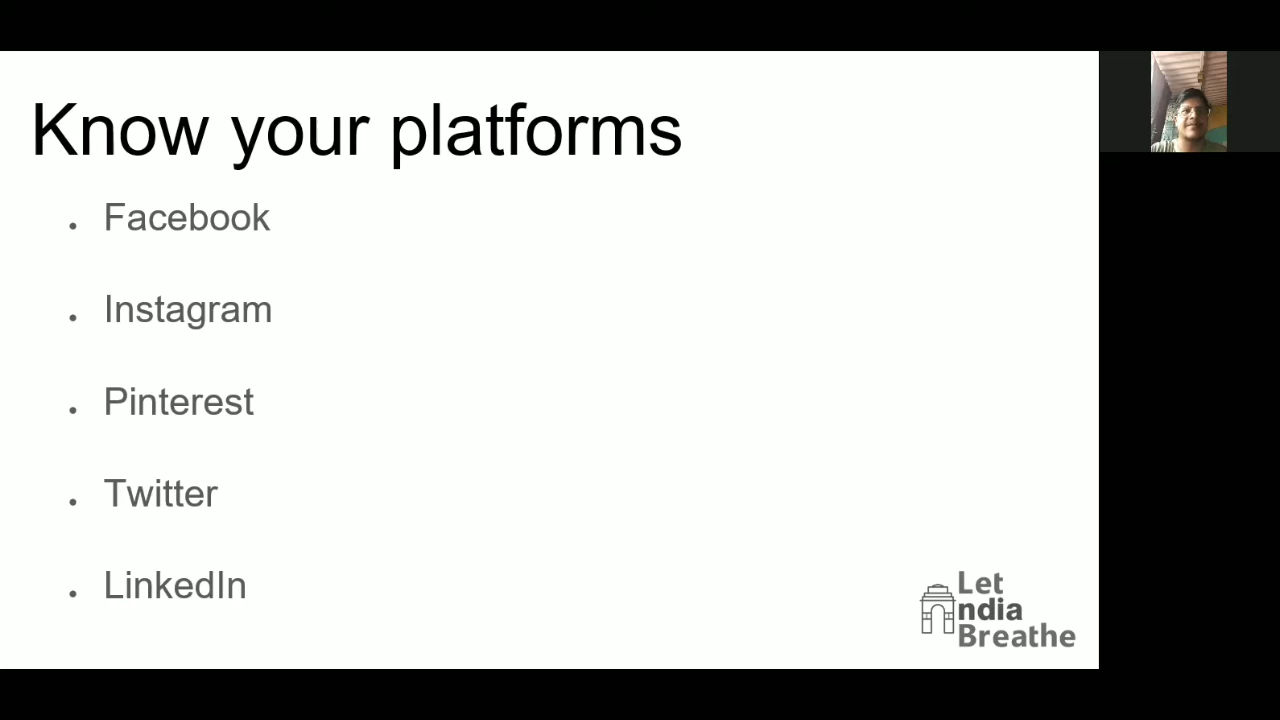 Know your platforms
. Facebook
. Instagram
. Pinterest
. Twitter
. LinkedIn
Let
ndia
Breathe